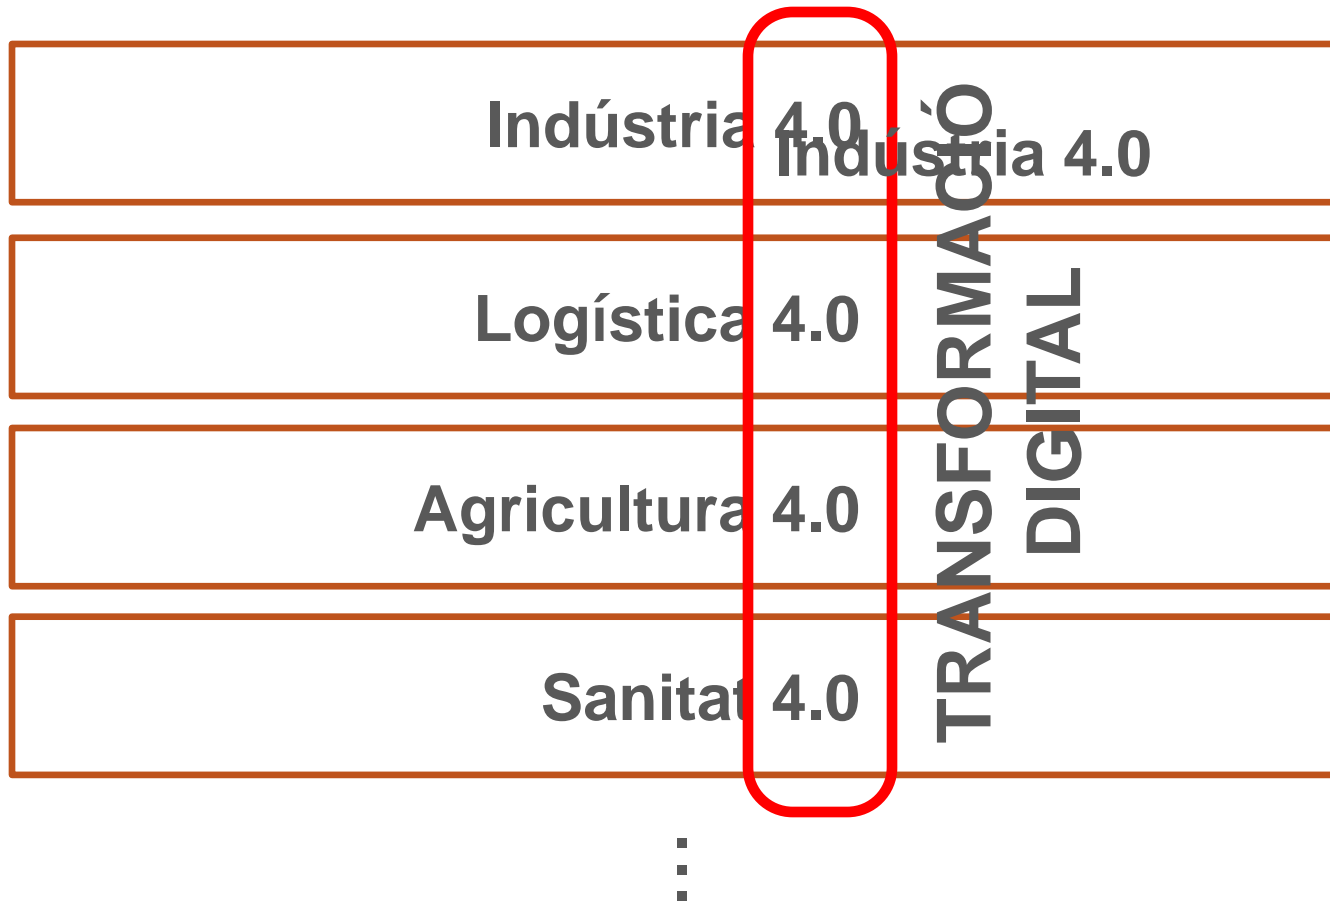 Indústria 4.0
Indústria 4.0
Logística 4.0
Agricultura 4.0
Sanitat 4.0
TRANSFORMACIÓ
DIGITAL
...